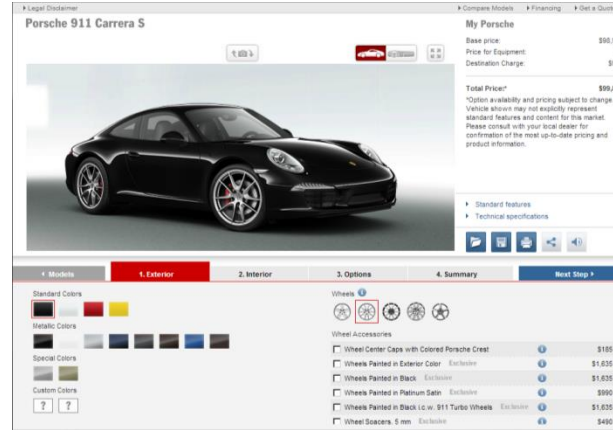 Legal Disclaimer
Compare Models Financing Get a Quote
Porsche 911 Carrera S
My Porsche
Base price: $98,
Price for Equipment:
Destination Charge:
Total Price:* $99,
*Option availability and pricing subject to change.
Vehicle shown may not explicitly represent
standard features and content for this market.
Please consult with your local dealer for
confirmation of the most up-to-date pricing and
product information.
Standard features
Technical specifications
Models 1. Exterior 2. Interior 3. Options 4. Summary Next Step
Standard Colors
Metallic Colors
Special Colors
Custom Colors
? ?
Wheels
Wheel Accessories
Wheel Center Caps with Colored Porsche Crest $185
Wheels Painted in Exterior Color Exclusive $1,635
Wheels Painted in Black Exclusive $1,635
Wheels Painted in Platinum Satin Exclusive $990
Wheels Painted in Black i.c.w. 911 Turbo Wheels Exclusive $1,635
Wheel Spacers, 5 mm Exclusive $490